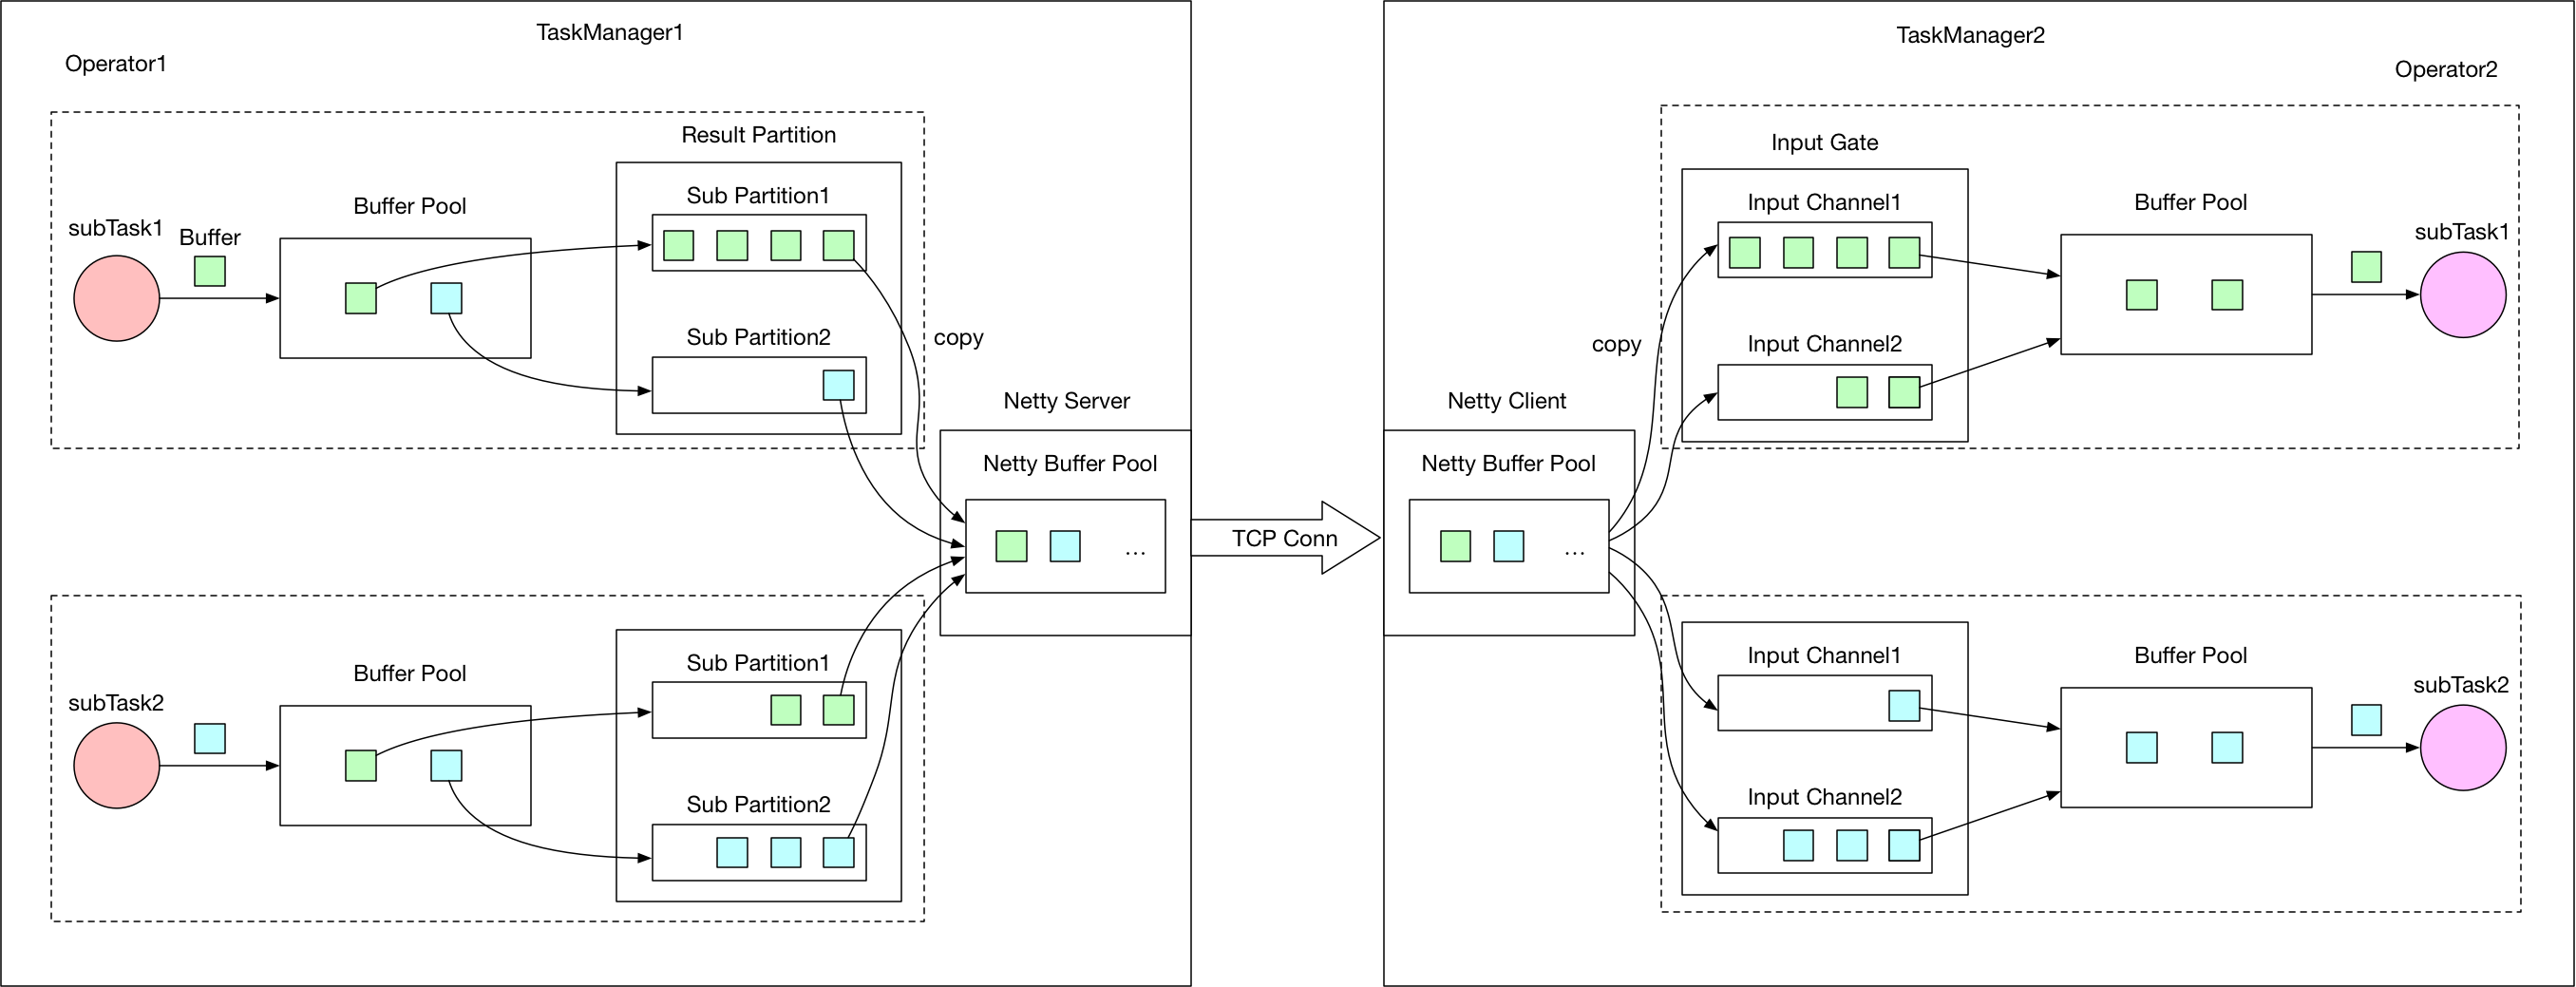 TaskManager1
Operator1
Result Partition
Sub Partition1
Buffer Pool
subTask1
Buffer
Sub Partition2
copy
Netty Server
Netty Buffer Pool
...
Sub Partition1
Buffer Pool
subTask2
Sub Partition2
TCP Conn
TaskManager2
Operator2
Input Gate
Input Channel1
Buffer Pool
subTask1
copy
Input Channel2
Netty Client
Netty Buffer Pool
...
Input Channel1
Buffer Pool
subTask2
Input Channel2